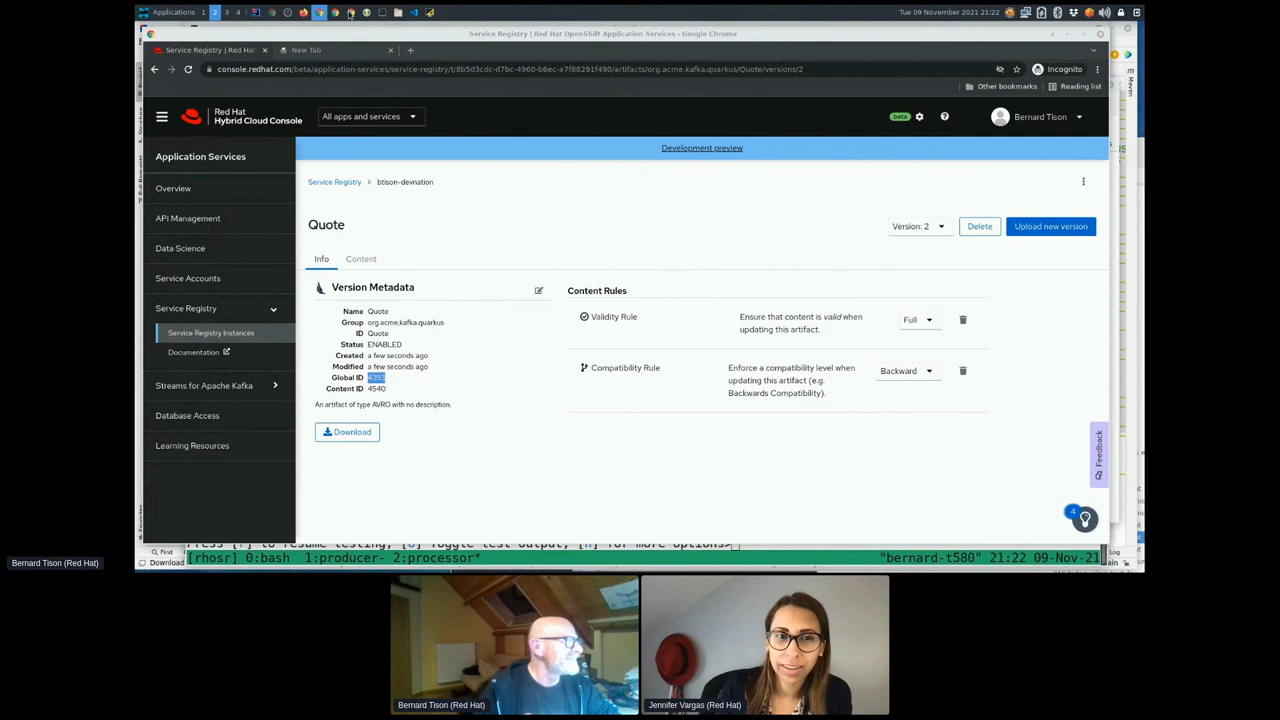 Applications 1 2 3 4
Tue 09 November 2021 21:22
Service Registry | Red Hat OpenShift Application Services - Google Chrome
Service Registry | Red Hat
New Tab
console.redhat.com/beta/application-services/service-registry/t/8b5d3cdc-d7bc-4960-b6ec-a7f88291f490/artifacts/org.acme.kafka.quarkus/Quote/versions/2
Incognito
Other bookmarks
Reading list
Maven
Red Hat
Hybrid Cloud Console
All apps and services
beta
Bernard Tison
Application Services
Development preview
Overview
API Management
Data Science
Service Accounts
Service Registry
Service Registry Instances
Documentation
Streams for Apache Kafka
Database Access
Learning Resources
Service Registry > btison-devnation
Quote
Version: 2
Delete
Upload new version
Info
Content
Version Metadata
Name Quote
Group org.acme.kafka.quarkus
ID Quote
Status ENABLED
Created a few seconds ago
Modified a few seconds ago
Global ID
Content ID 4540
An artifact of type AVRO with no description.
Download
Content Rules
Validity Rule
Ensure that content is valid when
updating this artifact.
Full
Compatibility Rule
Enforce a compatibility level when
updating this artifact (e.g.
Backwards Compatibility).
Backward
Feedback
4
Find
Download
[rhosr] 0:bash 1:producer- 2:processor*
"bernard-t580" 21:22 09-Nov-21
Log
Bernard Tison (Red Hat)
Bernard Tison (Red Hat)
Jennifer Vargas (Red Hat)